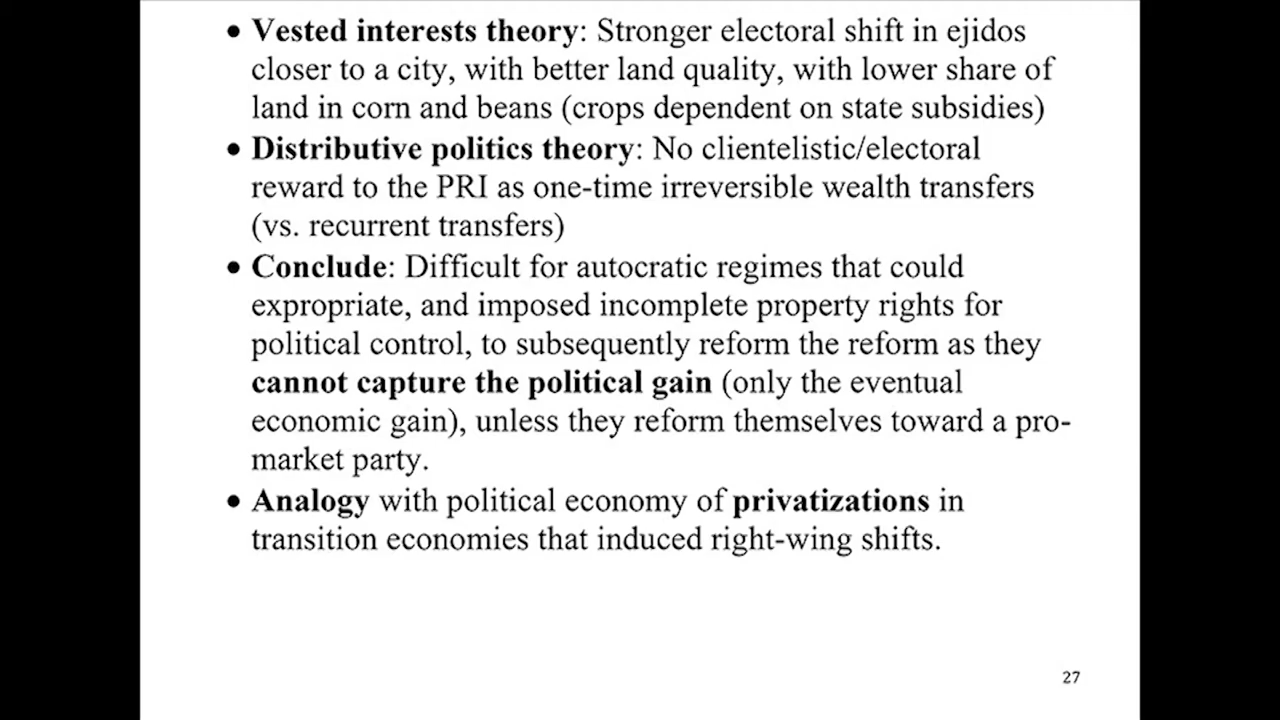 • Vested interests theory: Stronger electoral shift in ejidos
closer to a city, with better land quality, with lower share of
land in corn and beans (crops dependent on state subsidies)
• Distributive politics theory: No clientelistic/electoral
reward to the PRI as one-time irreversible wealth transfers
(vs. recurrent transfers)
• Conclude: Difficult for autocratic regimes that could
expropriate, and imposed incomplete property rights for
political control, to subsequently reform the reform as they
cannot capture the political gain (only the eventual
economic gain), unless they reform themselves toward a pro-
market party.
• Analogy with political economy of privatizations in
transition economies that induced right-wing shifts.
27